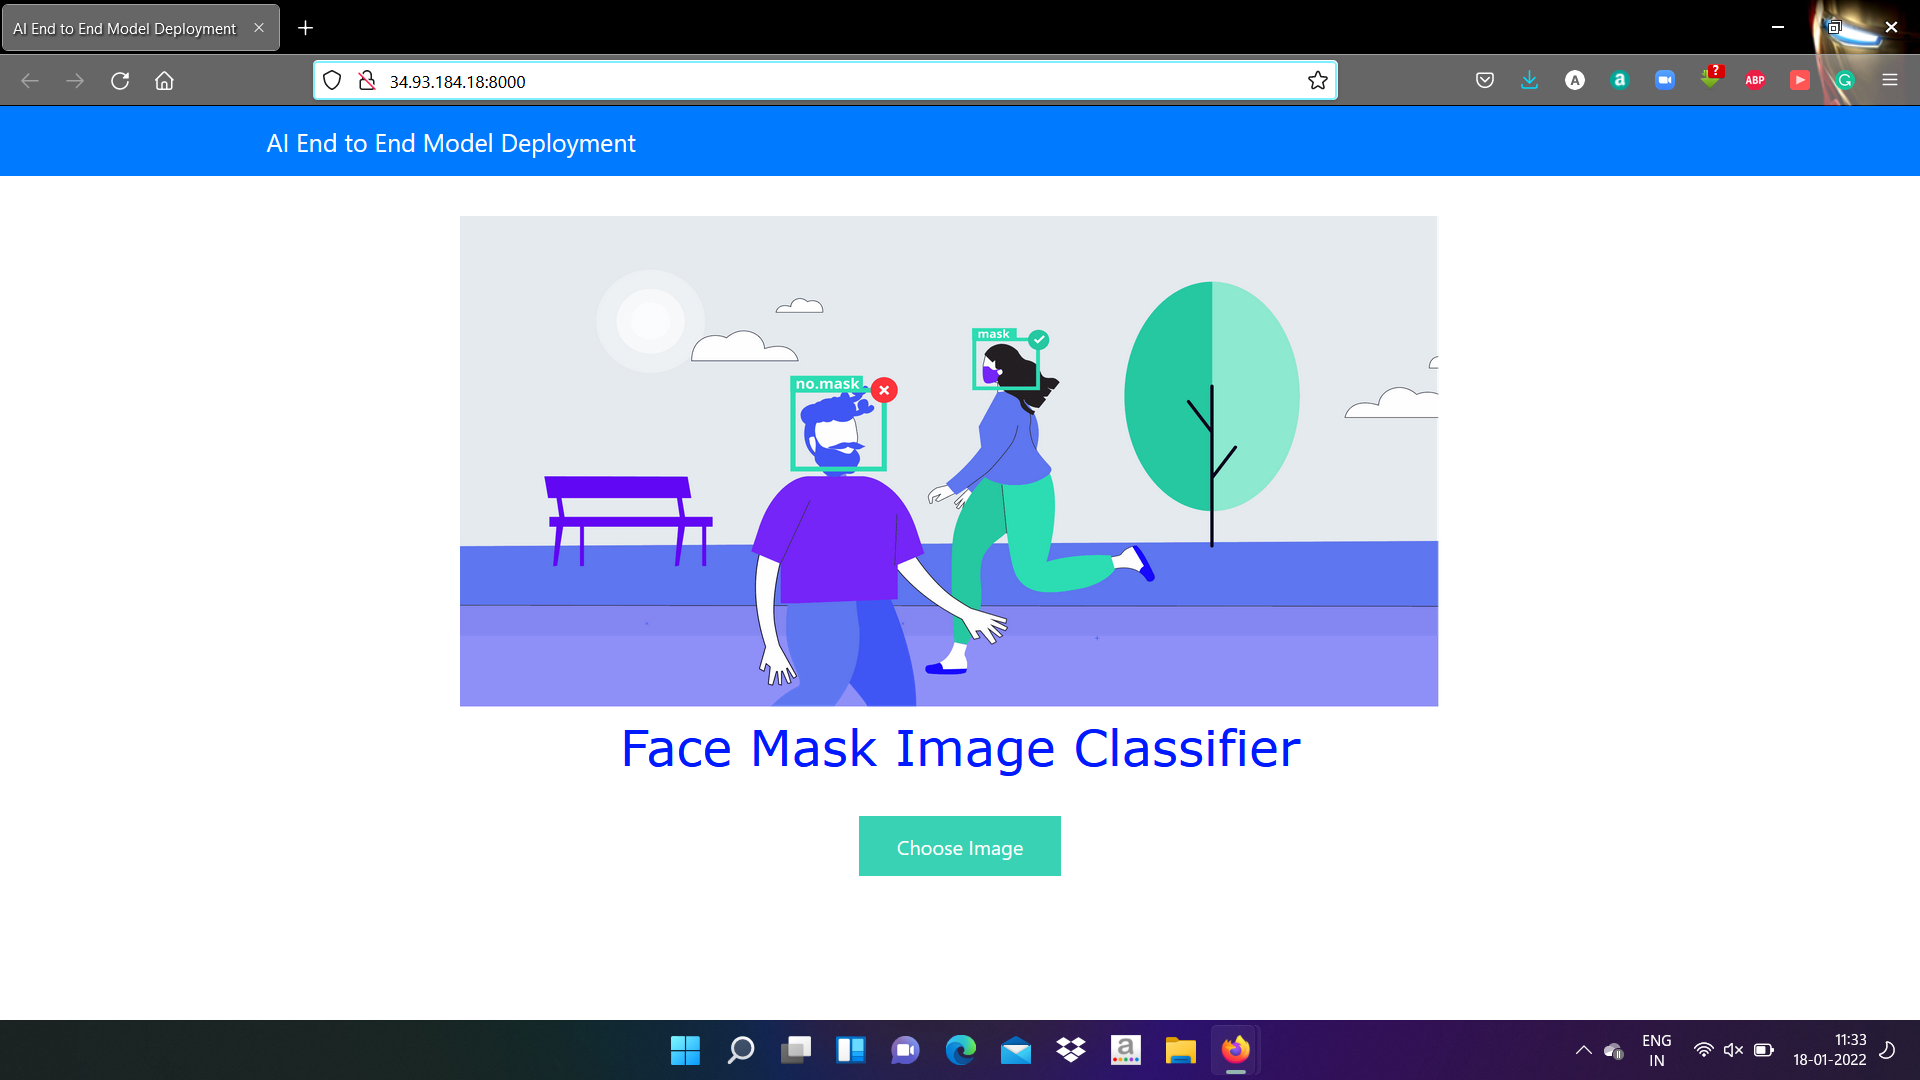 AI End to End Model Deployment
34.93.184.18:8000
A
a
?
ABP
G
AI End to End Model Deployment
mask
no.mask
Face Mask Image Classifier
Choose Image
a
ENG
IN
11:33
18-01-2022